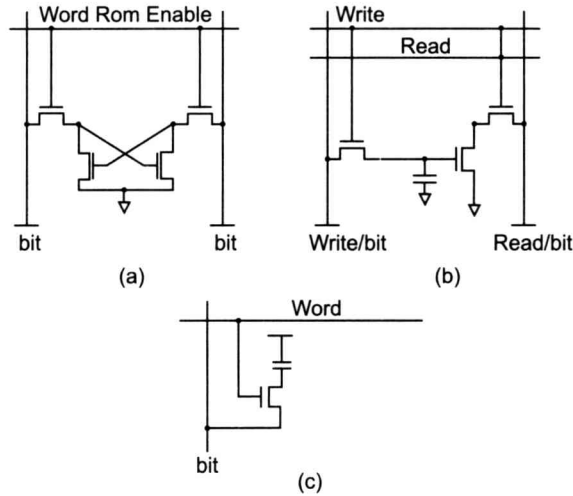 Word Rom Enable
bit
bit
(a)
Write
Read
Write/bit
Read/bit
(b)
Word
bit
(c)